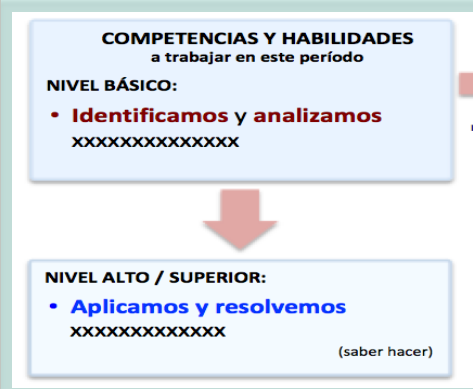 COMPETENCIAS Y HABILIDADES
a trabajar en este período
NIVEL BÁSICO:
• Identificamos y analizamos
xxxxxxxxxxxxxx
NIVEL ALTO / SUPERIOR:
• Aplicamos y resolvemos
xxxxxxxxxxxxx
(saber hacer)